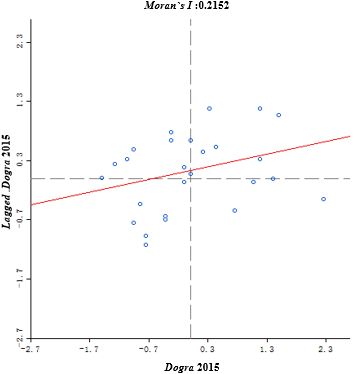 Moran`s I :0.2152
2.3
1.3
0.3
-0.7
-1.7
-2.7
Lagged .Dogra 2015
-2.7 -1.7 -0.7 0.3 1.3 2.3
Dogra 2015